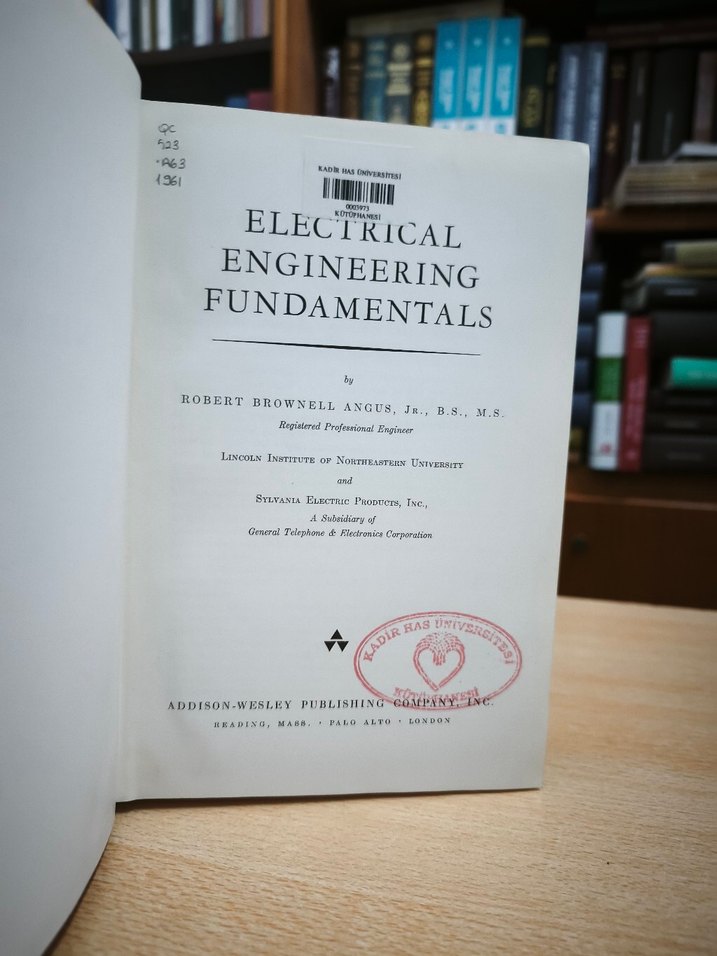 QC
523
.A63
1961
KADİR HAS ÜNİVERSİTESİ
0003973
KÜTÜPHANESİ
ELECTRICAL
ENGINEERING
FUNDAMENTALS
by
ROBERT BROWNELL ANGUS, JR., B.S., M.S.
Registered Professional Engineer
LINCOLN INSTITUTE OF NORTHEASTERN UNIVERSITY
and
SYLVANIA ELECTRIC PRODUCTS, INC.,
A Subsidiary of
General Telephone & Electronics Corporation
KADİR HAS ÜNİVERSİTESİ
KÜTÜPHANESİ
ADDISON-WESLEY PUBLISHING COMPANY, INC.
READING, MASS. · PALO ALTO · LONDON